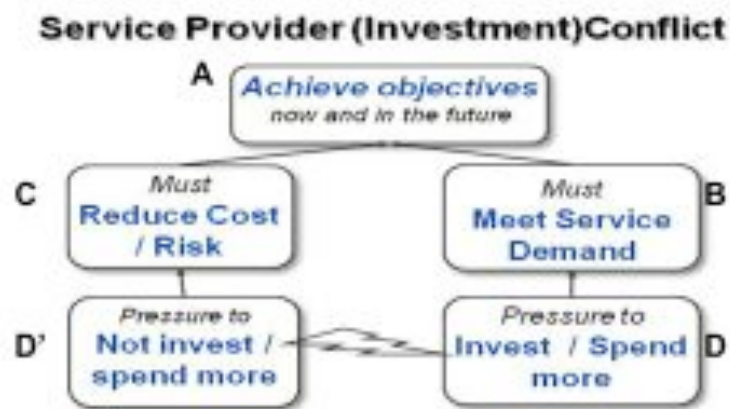 Service Provider (Investment)Conflict
A
Achieve objectives
now and in the future
C
Must
Reduce Cost
/ Risk
Must
Meet Service
Demand
B
D'
Pressure to
Not invest /
spend more
Pressure to
Invest / Spend
more
D